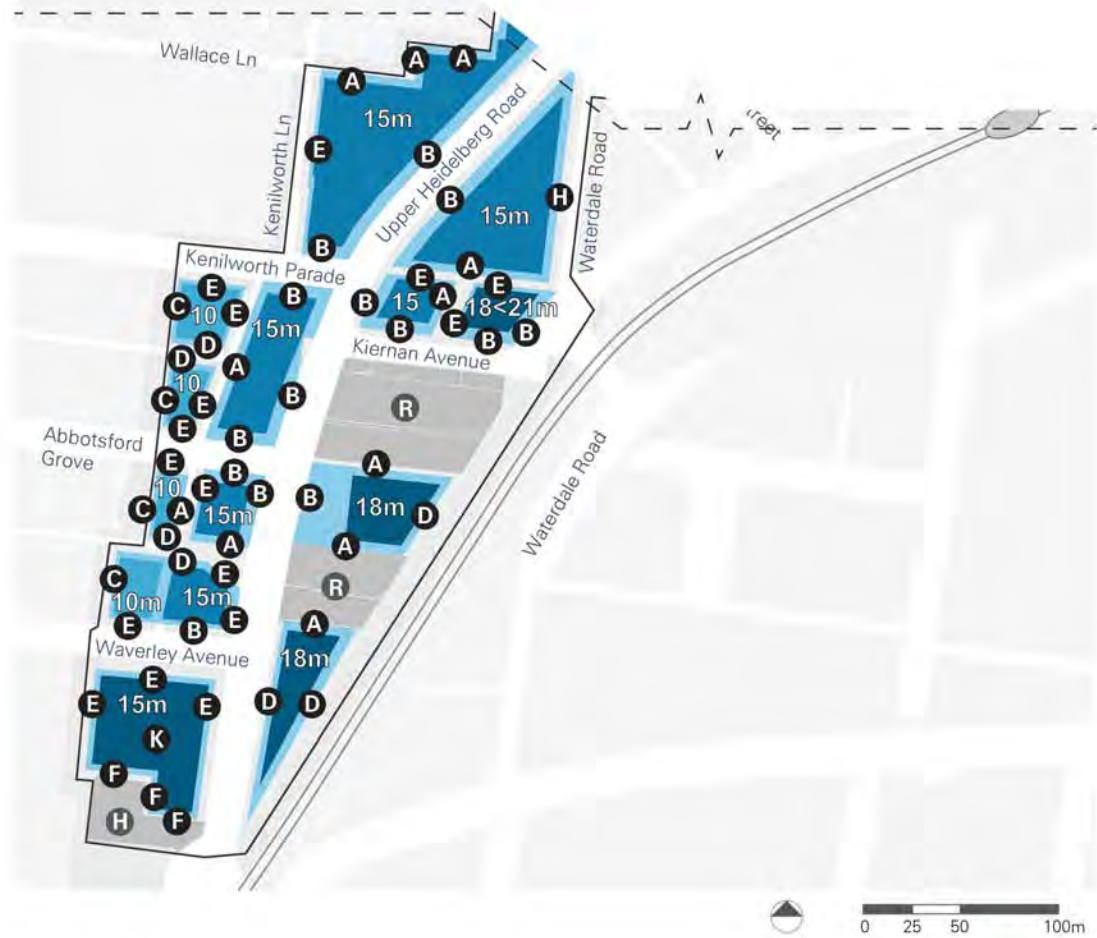 Wallace Ln
A
A
A
15m
Kenilworth Ln
E
B
Upper Heidelberg Road
B
H
Waterdale Road
15m
B
Kenilworth Parade
A
E
E
E
B
C
E
10
15m
B
A
15
18<21m
E
B
B
B
Kiernan Avenue
D
D
A
10
C
E
B
R
E
B
Abbotsford
Grove
E
B
A
10
E
B
B
18m
C
A
15m
D
Waterdale Road
D
A
A
D
E
C
R
10m
15m
E
B
E
A
Waverley Avenue
18m
E
E
15m
E
D
D
K
F
F
H
F
0 25 50 100m